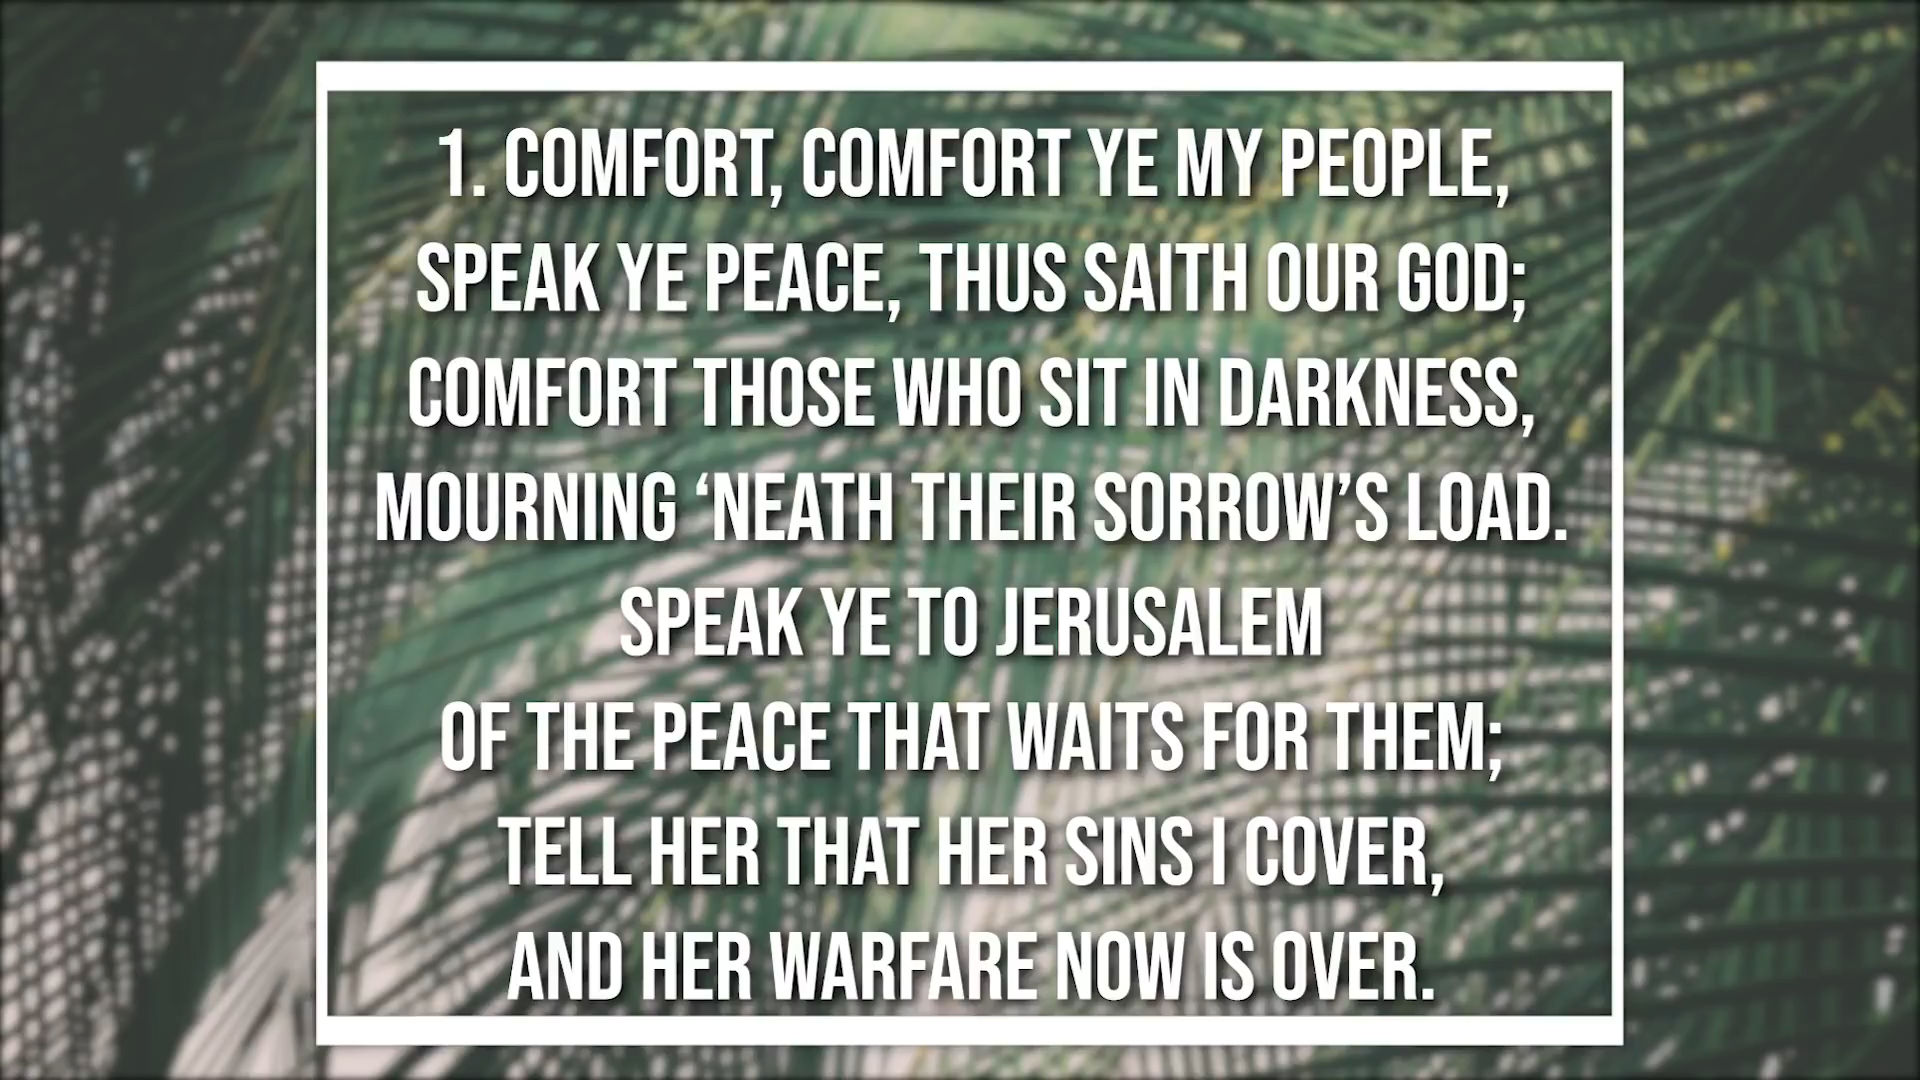 1. COMFORT, COMFORT YE MY PEOPLE,
SPEAK YE PEACE, THUS SAITH OUR GOD;
COMFORT THOSE WHO SIT IN DARKNESS,
MOURNING ‘NEATH THEIR SORROW’S LOAD.
SPEAK YE TO JERUSALEM
OF THE PEACE THAT WAITS FOR THEM;
TELL HER THAT HER SINS I COVER,
AND HER WARFARE NOW IS OVER.